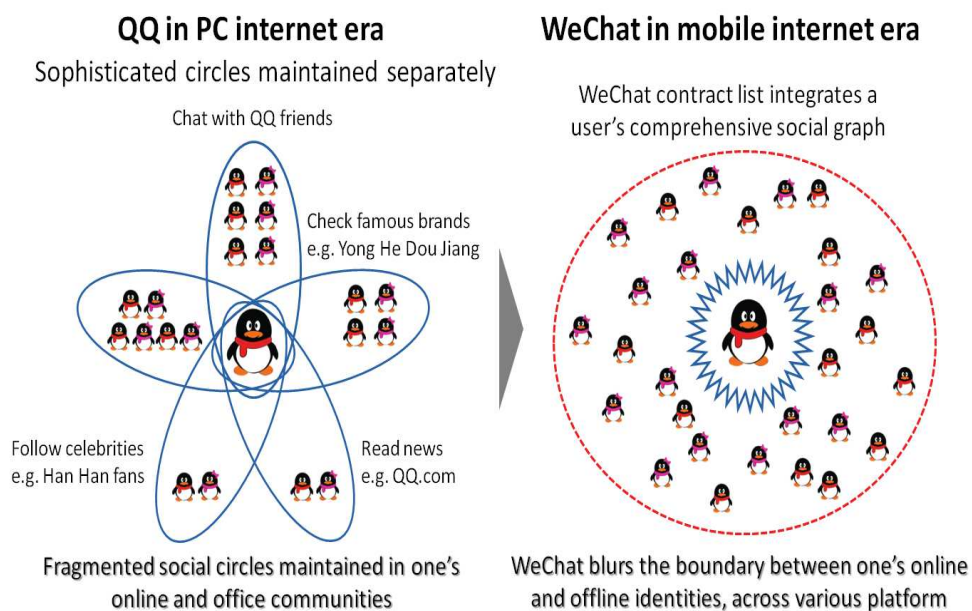 QQ in PC internet era
Sophisticated circles maintained separately
Chat with QQ friends
Check famous brands
e.g. Yong He Dou Jiang
Follow celebrities
e.g. Han Han fans
Read news
e.g. QQ.com
Fragmented social circles maintained in one's
online and office communities
WeChat in mobile internet era
WeChat contract list integrates a
user's comprehensive social graph
WeChat blurs the boundary between one's online
and offline identities, across various platform